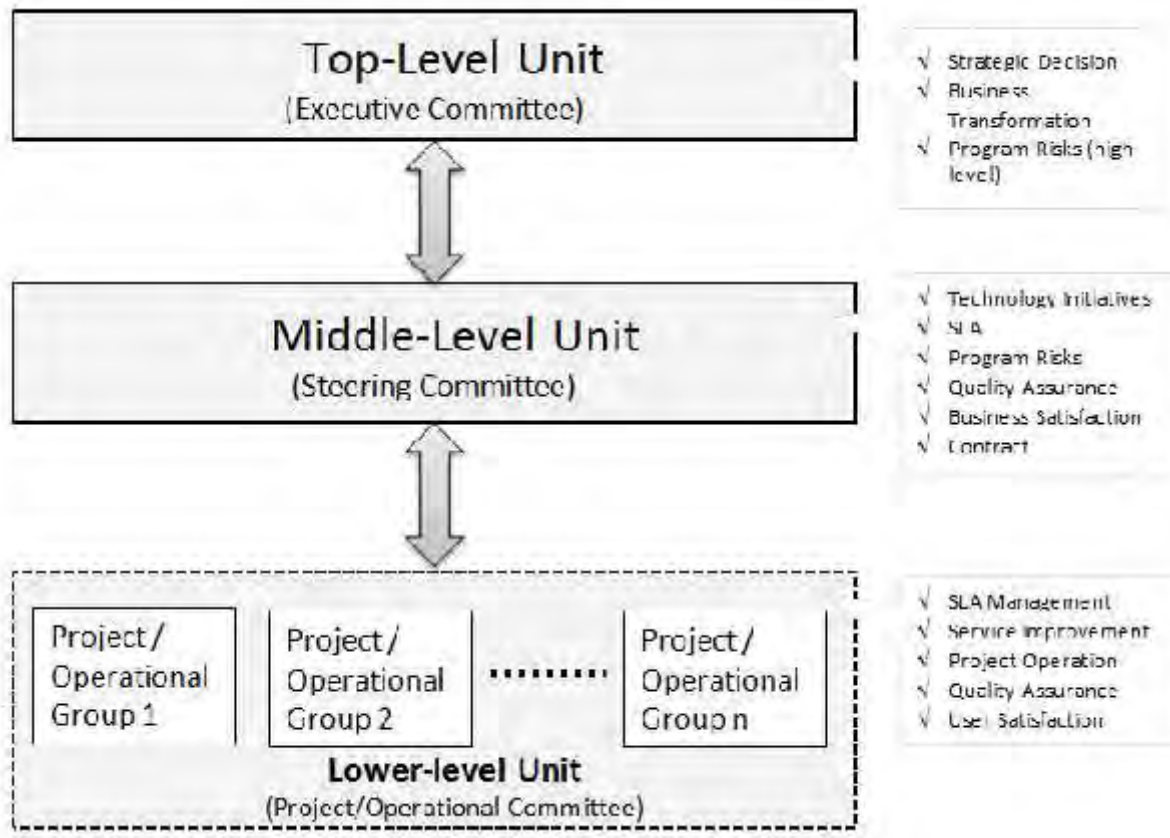 Top-Level Unit
(Executive Committee)
√ Strategic Decision
√ Business
Transformation
√ Program Risks (high
level)
Middle-Level Unit
(Steering Committee)
√ Technology Initiatives
√ SLA
√ Program Risks
√ Quality Assurance
√ Business Satisfaction
√ Contract
Project /
Operational
Group 1
Project /
Operational
Group 2
Project /
Operational
Group n
Lower-level Unit
(Project/Operational Committee)
√ SLA Management
√ Service Improvement
√ Project Operation
√ Quality Assurance
√ User Satisfaction